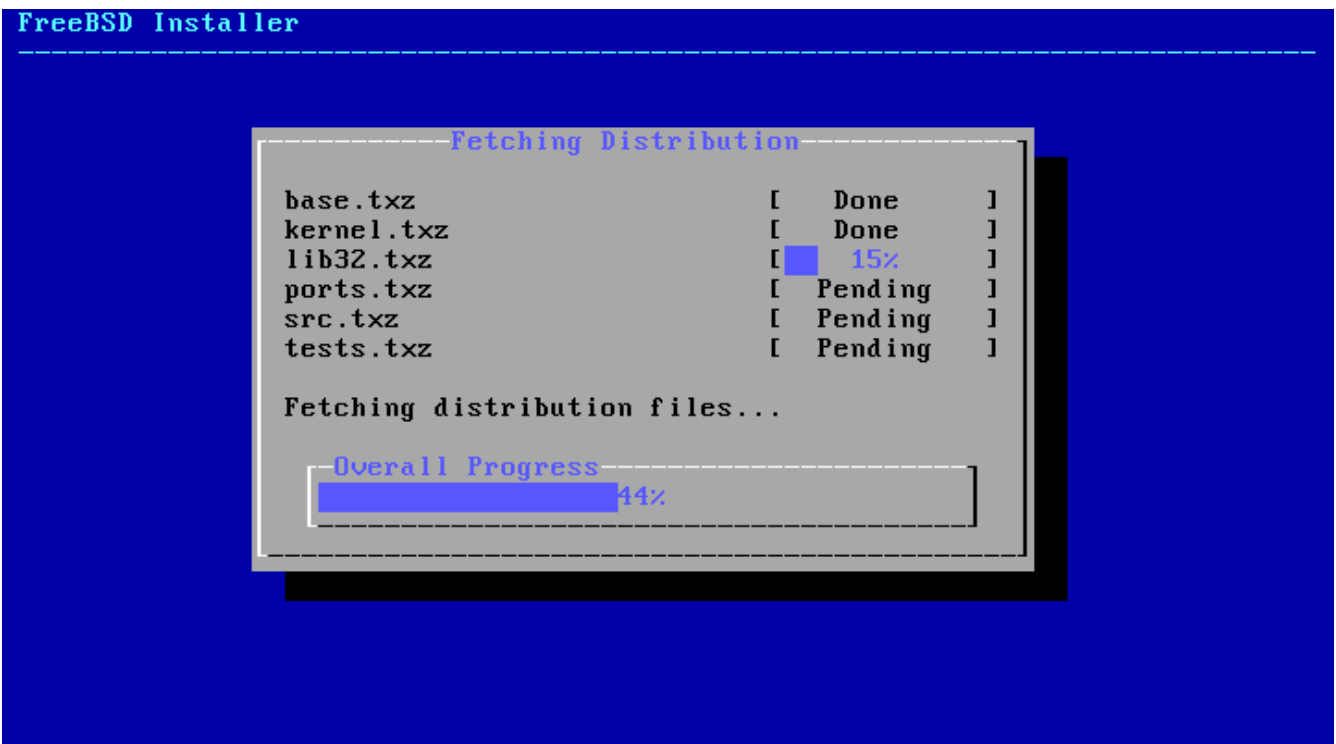 FreeBSD Installer
Fetching Distribution
base.txz [ Done ]
kernel.txz [ Done ]
lib32.txz [ 15% ]
ports.txz [ Pending ]
src.txz [ Pending ]
tests.txz [ Pending ]
Fetching distribution files...
Overall Progress
44%